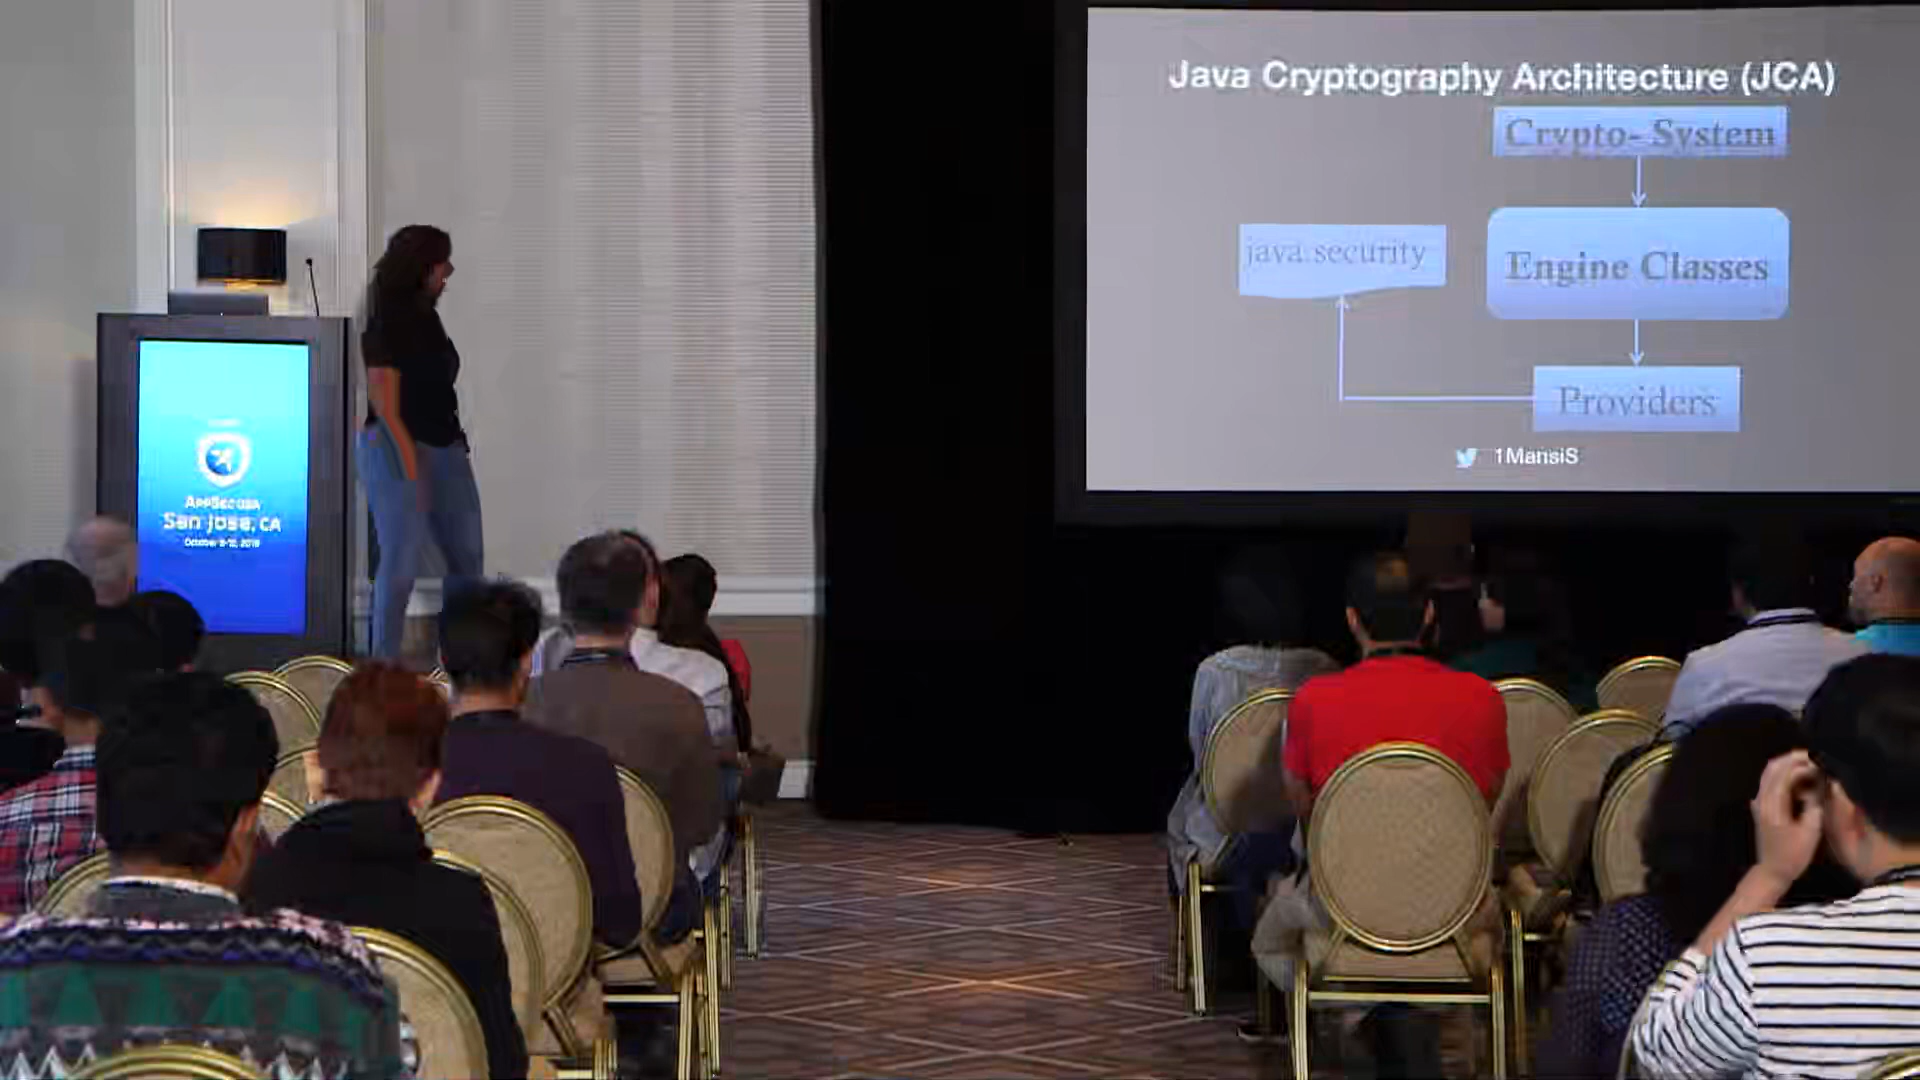 Java Cryptography Architecture (JCA)
Crypto- System
java.security
Engine Classes
Providers
1MansiS
AppSec USA
San Jose, CA